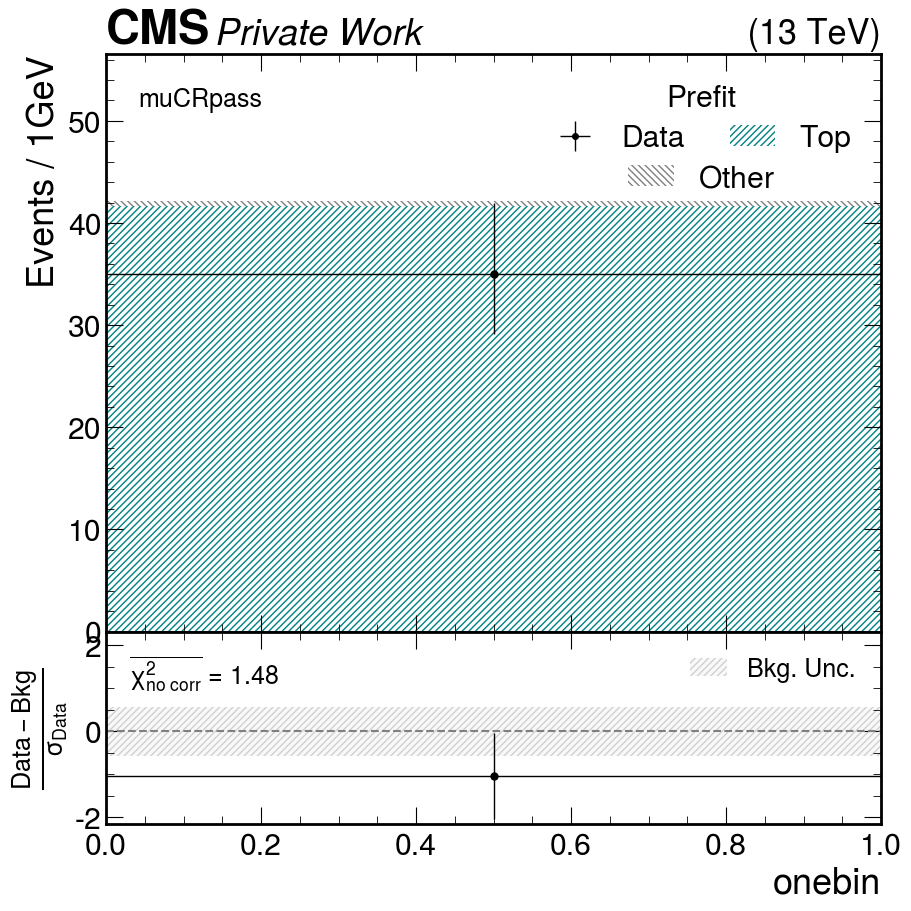 CMS Private Work (13 TeV)
muCRpass
Prefit
Data
Top
Other
Events / 1GeV
50
40
30
20
10
0
χ²no corr = 1.48
Bkg. Unc.
Data − Bkg
σData
2
0
-2
0.0 0.2 0.4 0.6 0.8 1.0
onebin